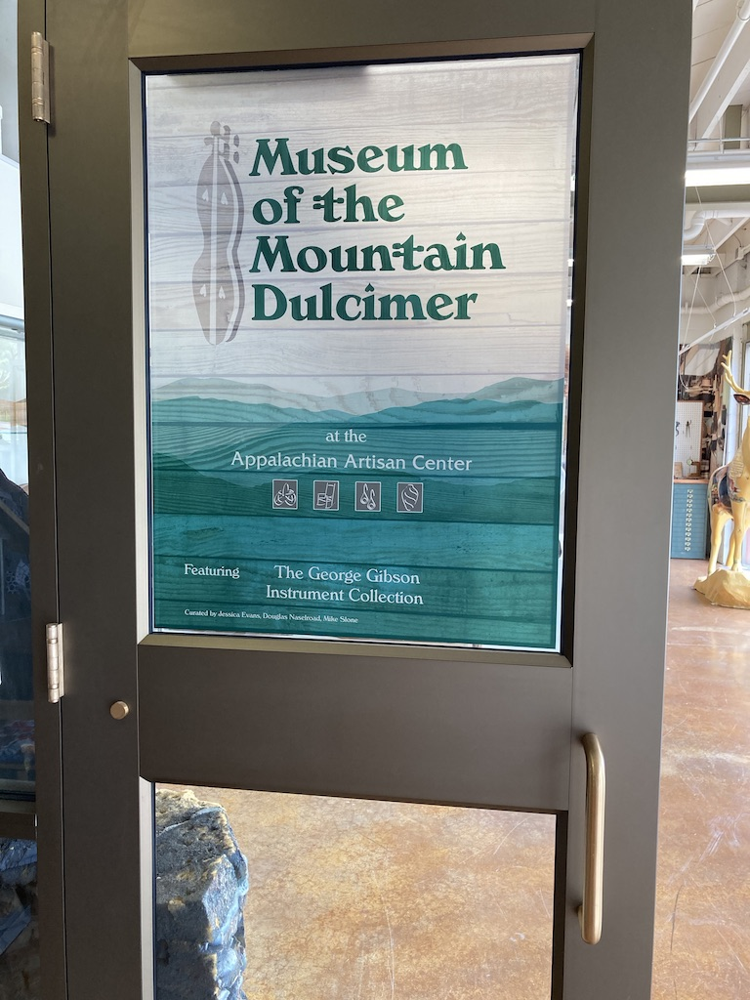 Museum
of the
Mountain
Dulcimer
at the
Appalachian Artisan Center
Featuring
The George Gibson
Instrument Collection
Curated by Jessica Evans, Douglas Naselroad, Mike Slone